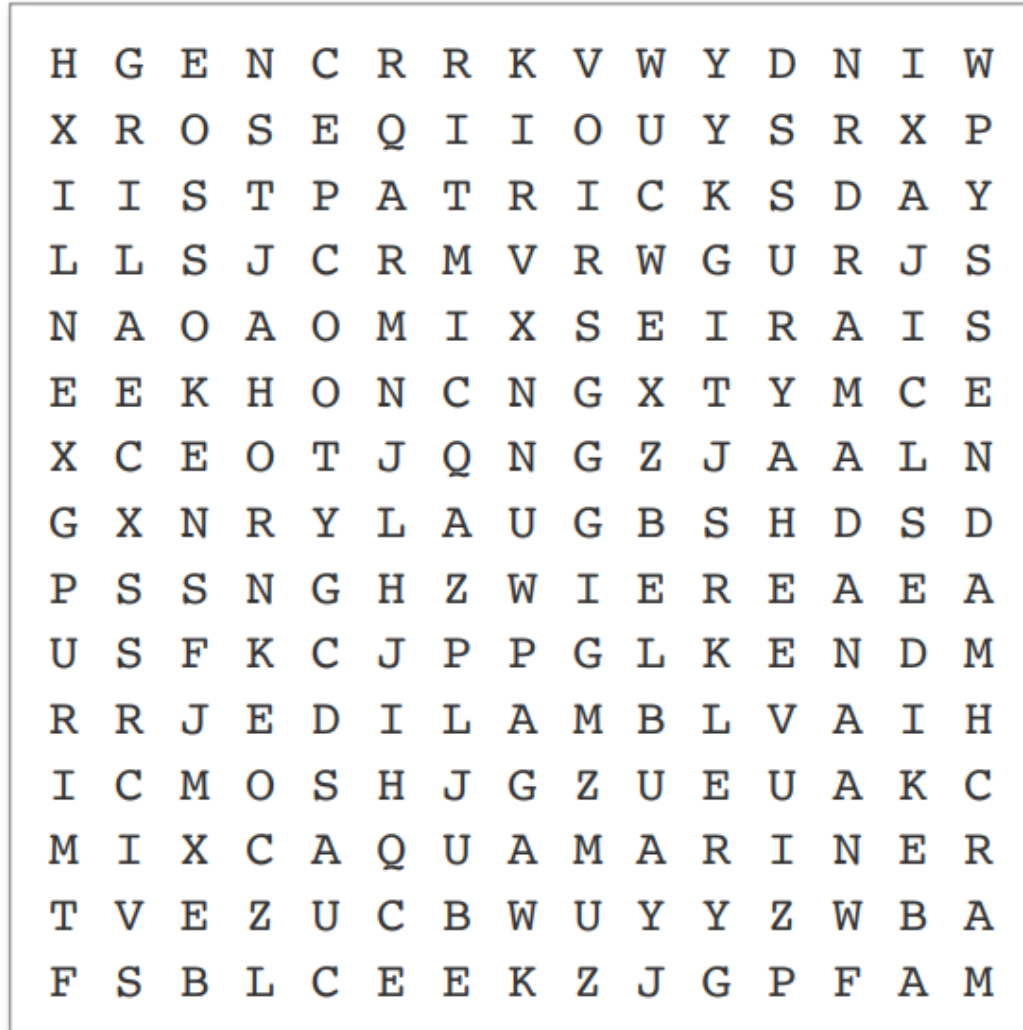 H G E N C R R K V W Y D N I W
X R O S E Q I I O U Y S R X P
I I S T P A T R I C K S D A Y
L L S J C R M V R W G U R J S
N A O A O M I X S E I R A I S
E E K H O N C N G X T Y M C E
X C E O T J Q N G Z J A A L N
G X N R Y L A U G B S H D S D
P S S N G H Z W I E R E A E A
U S F K C J P P G L K E N D M
R R J E D I L A M B L V A I H
I C M O S H J G Z U E U A K C
M I X C A Q U A M A R I N E R
T V E Z U C B W U Y Y Z W B A
F S B L C E E K Z J G P F A M